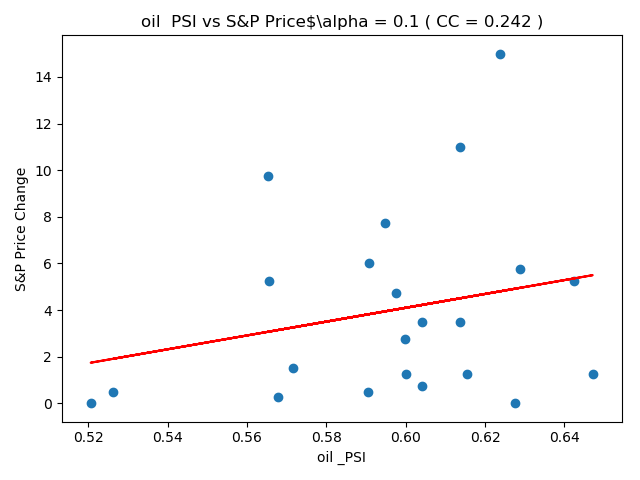 oil  PSI vs S&P Price$\alpha = 0.1 ( CC = 0.242 )
S&P Price Change
14
12
10
8
6
4
2
0
0.52 0.54 0.56 0.58 0.60 0.62 0.64
oil _PSI